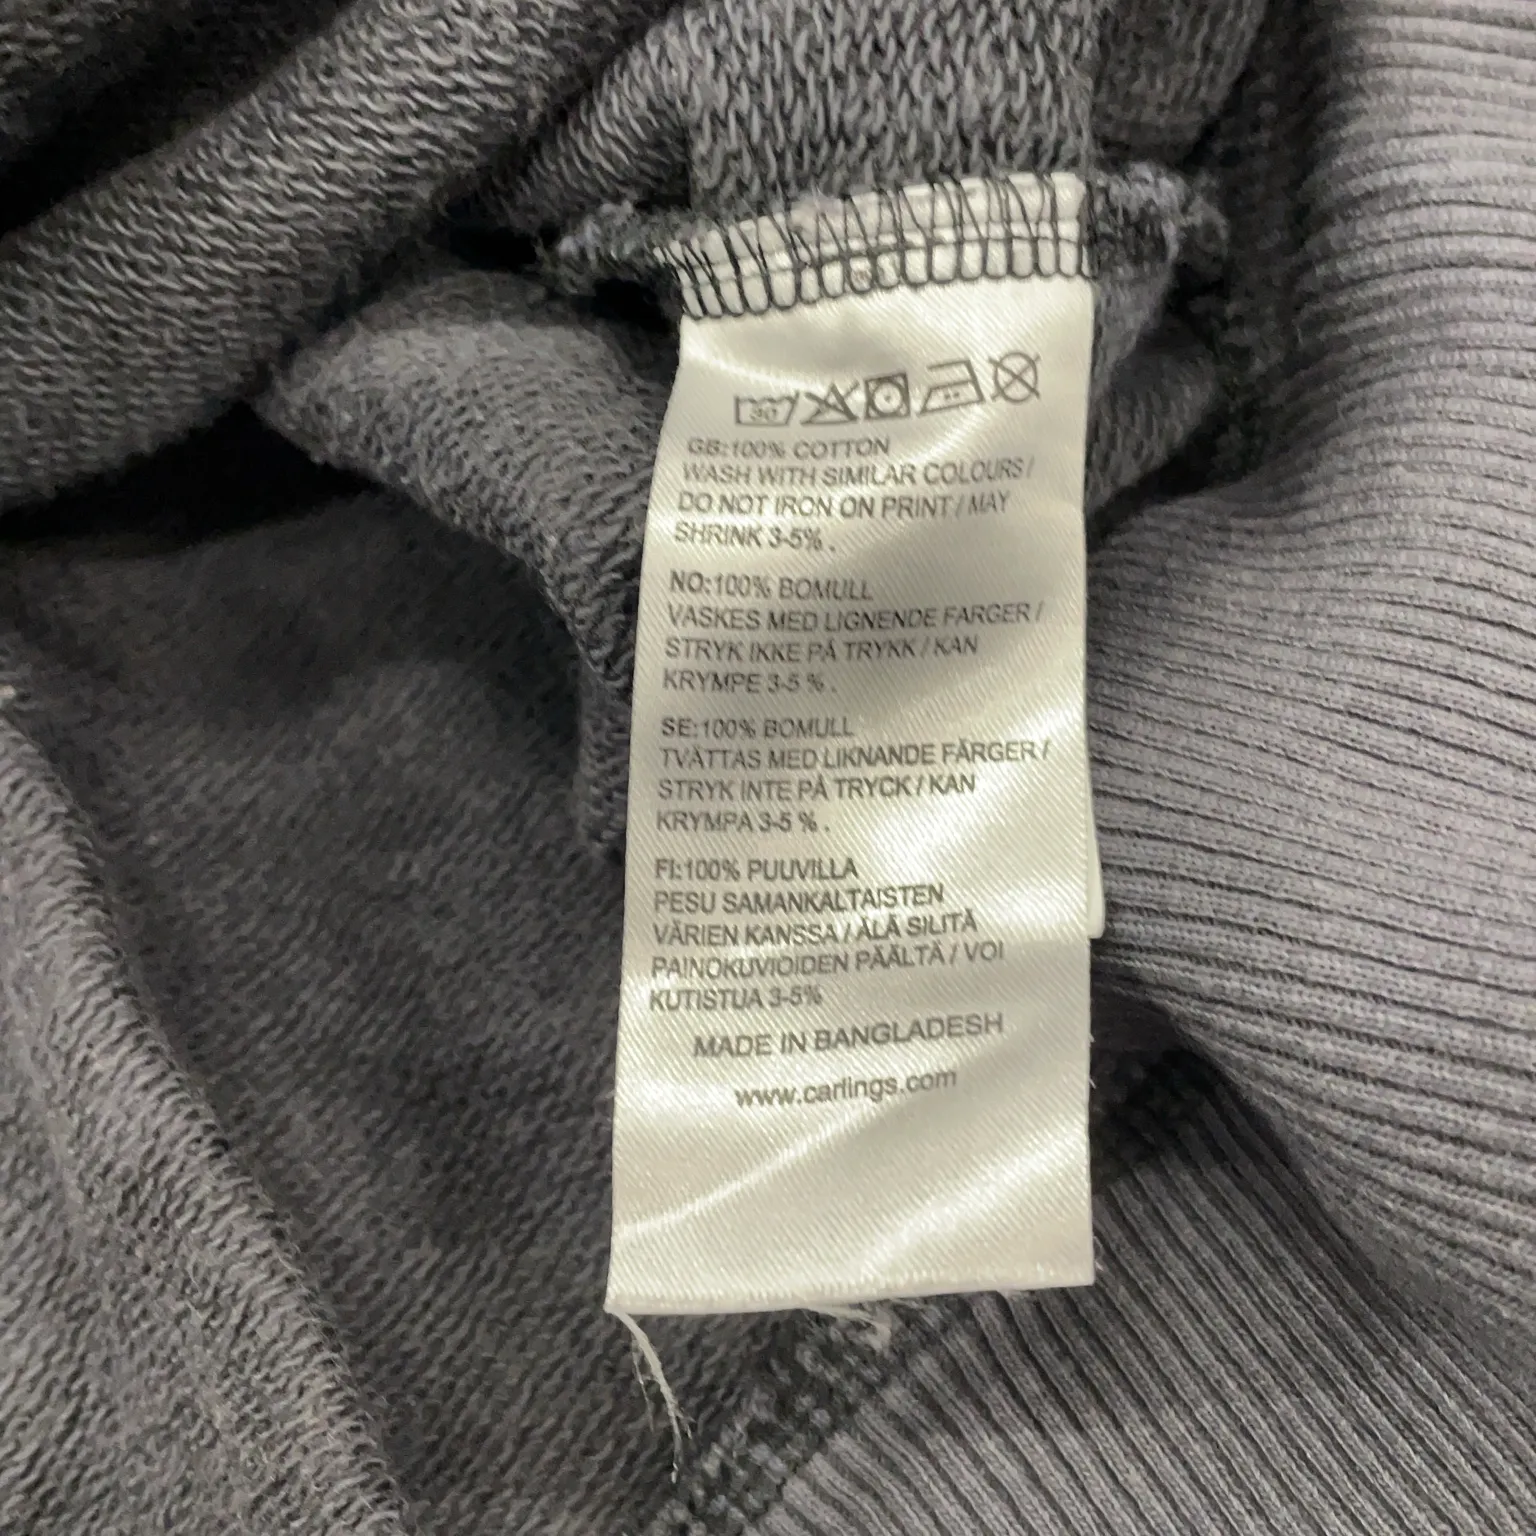 30
GB:100% COTTON
WASH WITH SIMILAR COLOURS/
DO NOT IRON ON PRINT/MAY
SHRINK 3-5% .
NO:100% BOMULL
VASKES MED LIGNENDE FARGER/
STRYK IKKE PÅ TRYKK/KAN
KRYMPE 3-5 % .
SE:100% BOMULL
TVÄTTAS MED LIKNANDE FÄRGER/
STRYK INTE PÅ TRYCK/KAN
KRYMPA 3-5 % .
FI:100% PUUVILLA
PESU SAMANKALTAISTEN
VÄRIEN KANSSA/ÄLÄ SILITÄ
PAINOKUVIOIDEN PÄÄLTÄ/VOI
KUTISTUA 3-5%
MADE IN BANGLADESH
www.carlings.com